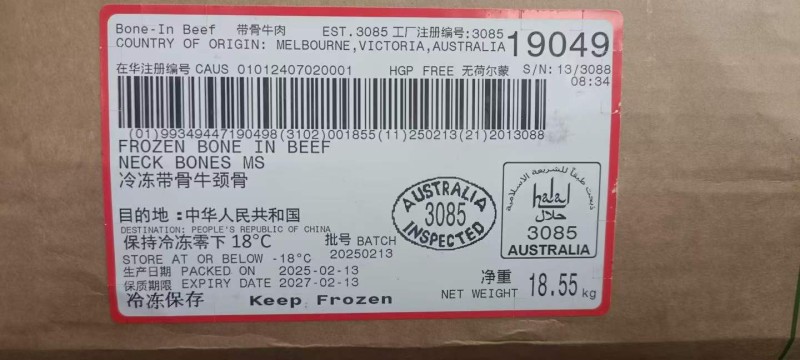 Bone-In Beef 带骨牛肉 EST. 3085 工厂注册编号:3085
COUNTRY OF ORIGIN: MELBOURNE,VICTORIA,AUSTRALIA 19049
在华注册编号 CAUS 01012407020001 HGP FREE 无荷尔蒙 S/N: 13/3088
08:34
(01)99349447190498(3102)001855(11)250213(21)2013088
FROZEN BONE IN BEEF
NECK BONES MS
冷冻带骨牛颈骨
AUSTRALIA
3085
INSPECTED
ذبحت طبقاً للشريعة الإسلامية
halal
حلال
3085
AUSTRALIA
目的地:中华人民共和国
DESTINATION: PEOPLE'S REPUBLIC OF CHINA
保持冷冻零下18°C 批号 BATCH
STORE AT OR BELOW -18°C 20250213
生产日期 PACKED ON 2025-02-13
保质期限 EXPIRY DATE 2027-02-13
冷冻保存 Keep Frozen
净重
NET WEIGHT 18.55 kg